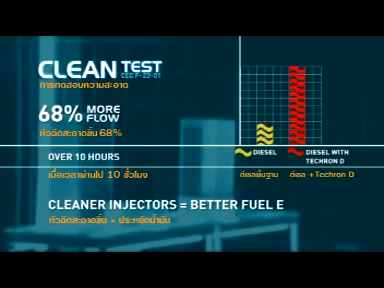 CLEAN TEST
CEC F-23-01
การทดสอบความสะอาด
68% MORE FLOW
หัวฉีดสะอาดขึ้น 68%
OVER 10 HOURS
เมื่อเวลาผ่านไป 10 ชั่วโมง
DIESEL
DIESEL WITH TECHRON D
ดีเซลพื้นฐาน
ดีเซล +Techron D
CLEANER INJECTORS = BETTER FUEL E
หัวฉีดสะอาดขึ้น = ประหยัดน้ำมัน